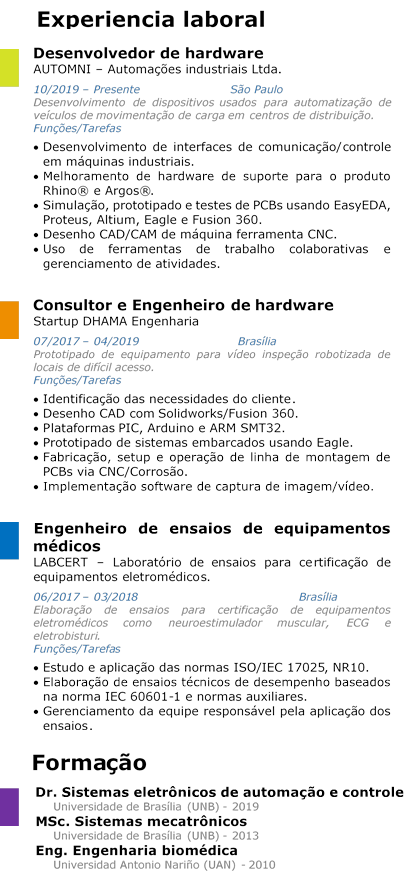 Experiencia laboral
Desenvolvedor de hardware
AUTOMNI – Automações industriais Ltda.
10/2019 – Presente São Paulo
Desenvolvimento de dispositivos usados para automatização de
veículos de movimentação de carga em centros de distribuição.
Funções/Tarefas
• Desenvolvimento de interfaces de comunicação/controle
em máquinas industriais.
• Melhoramento de hardware de suporte para o produto
Rhino® e Argos®.
• Simulação, prototipado e testes de PCBs usando EasyEDA,
Proteus, Altium, Eagle e Fusion 360.
• Desenho CAD/CAM de máquina ferramenta CNC.
• Uso de ferramentas de trabalho colaborativas e
gerenciamento de atividades.
Consultor e Engenheiro de hardware
Startup DHAMA Engenharia
07/2017 – 04/2019 Brasília
Prototipado de equipamento para vídeo inspeção robotizada de
locais de difícil acesso.
Funções/Tarefas
• Identificação das necessidades do cliente.
• Desenho CAD com Solidworks/Fusion 360.
• Plataformas PIC, Arduino e ARM SMT32.
• Prototipado de sistemas embarcados usando Eagle.
• Fabricação, setup e operação de linha de montagem de
PCBs via CNC/Corrosão.
• Implementação software de captura de imagem/vídeo.
Engenheiro de ensaios de equipamentos
médicos
LABCERT – Laboratório de ensaios para certificação de
equipamentos eletromédicos.
06/2017 – 03/2018 Brasília
Elaboração de ensaios para certificação de equipamentos
eletromédicos como neuroestimulador muscular, ECG e
eletrobisturi.
Funções/Tarefas
• Estudo e aplicação das normas ISO/IEC 17025, NR10.
• Elaboração de ensaios técnicos de desempenho baseados
na norma IEC 60601-1 e normas auxiliares.
• Gerenciamento da equipe responsável pela aplicação dos
ensaios.
Formação
Dr. Sistemas eletrônicos de automação e controle
Universidade de Brasília (UNB) - 2019
MSc. Sistemas mecatrônicos
Universidade de Brasília (UNB) - 2013
Eng. Engenharia biomédica
Universidad Antonio Nariño (UAN) - 2010